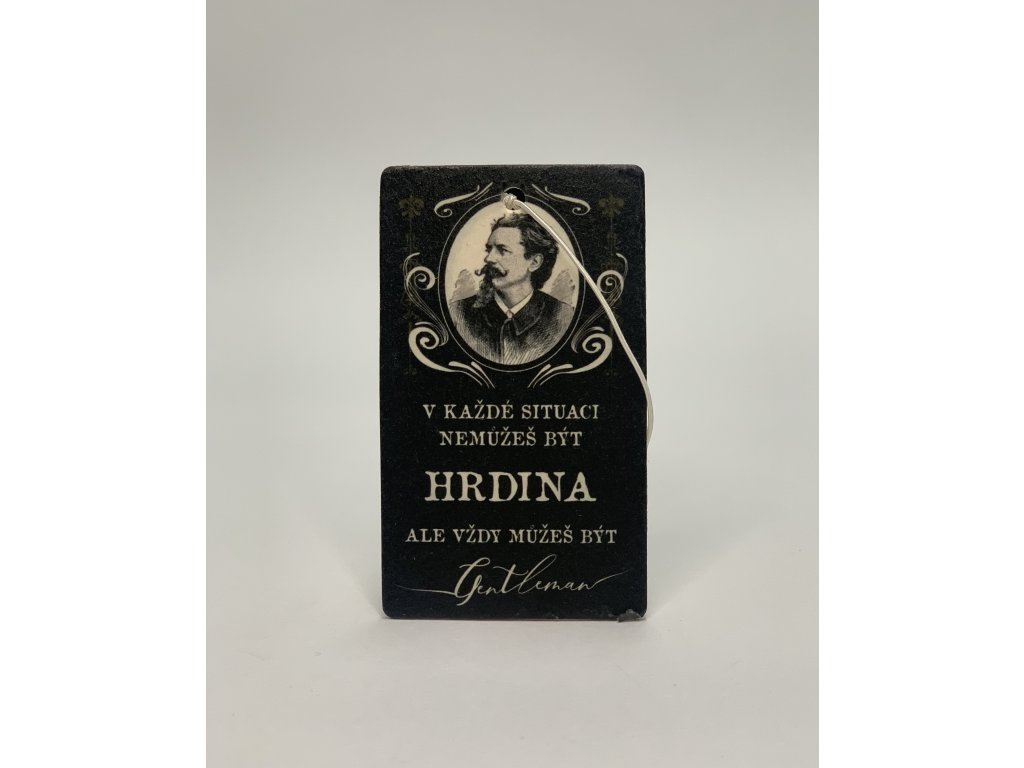 V KAŽDÉ SITUACI
NEMŮŽEŠ BÝT
HRDINA
ALE VŽDY MŮŽEŠ BÝT
Gentleman